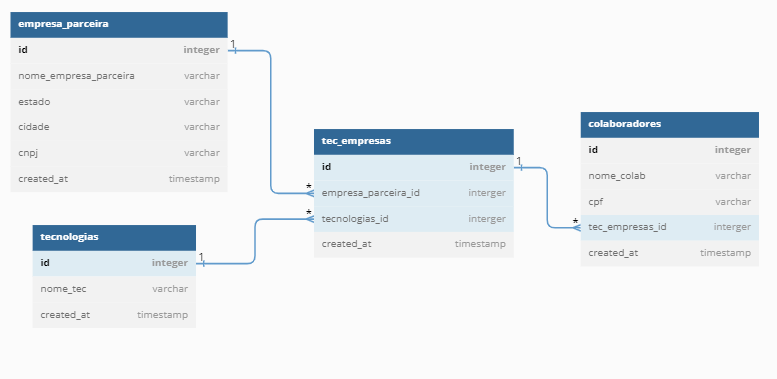 empresa_parceira
id integer
nome_empresa_parceira varchar
estado varchar
cidade varchar
cnpj varchar
created_at timestamp
1
tecnologias
id integer
nome_tec varchar
created_at timestamp
1
tec_empresas
id integer
* empresa_parceira_id interger
* tecnologias_id interger
created_at timestamp
1
colaboradores
id integer
nome_colab varchar
cpf varchar
* tec_empresas_id interger
created_at timestamp